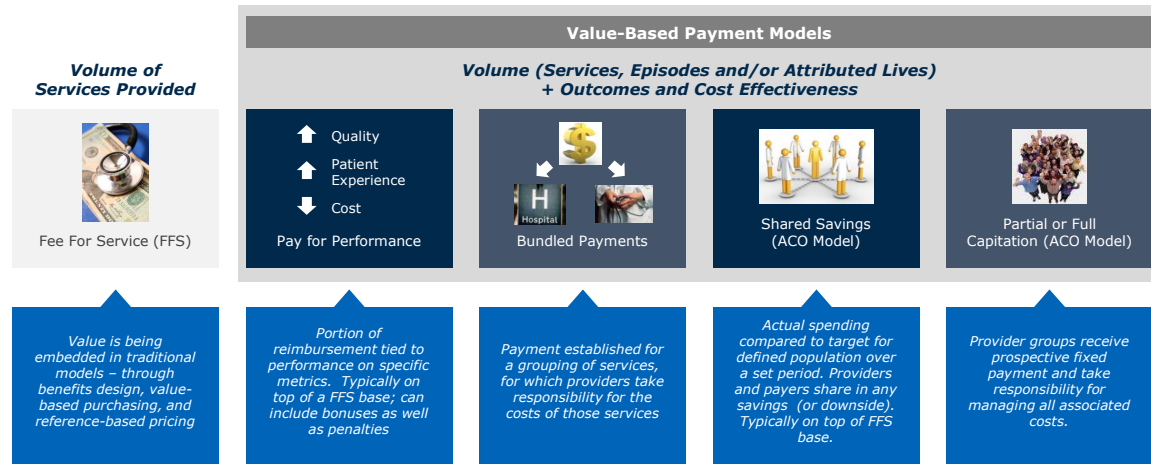 Value-Based Payment Models
Volume of
Services Provided
Volume (Services, Episodes and/or Attributed Lives)
+ Outcomes and Cost Effectiveness
Fee For Service (FFS)
Quality
Patient
Experience
Cost
Pay for Performance
H
Hospital
Bundled Payments
Shared Savings
(ACO Model)
Partial or Full
Capitation (ACO Model)
Value is being
embedded in traditional
models – through
benefits design, value-
based purchasing, and
reference-based pricing
Portion of
reimbursement tied to
performance on specific
metrics.  Typically on
top of a FFS base; can
include bonuses as well
as penalties
Payment established for
a grouping of services,
for which providers take
responsibility for the
costs of those services
Actual spending
compared to target for
defined population over
a set period. Providers
and payers share in any
savings  (or downside).
Typically on top of FFS
base.
Provider groups receive
prospective fixed
payment and take
responsibility for
managing all associated
costs.